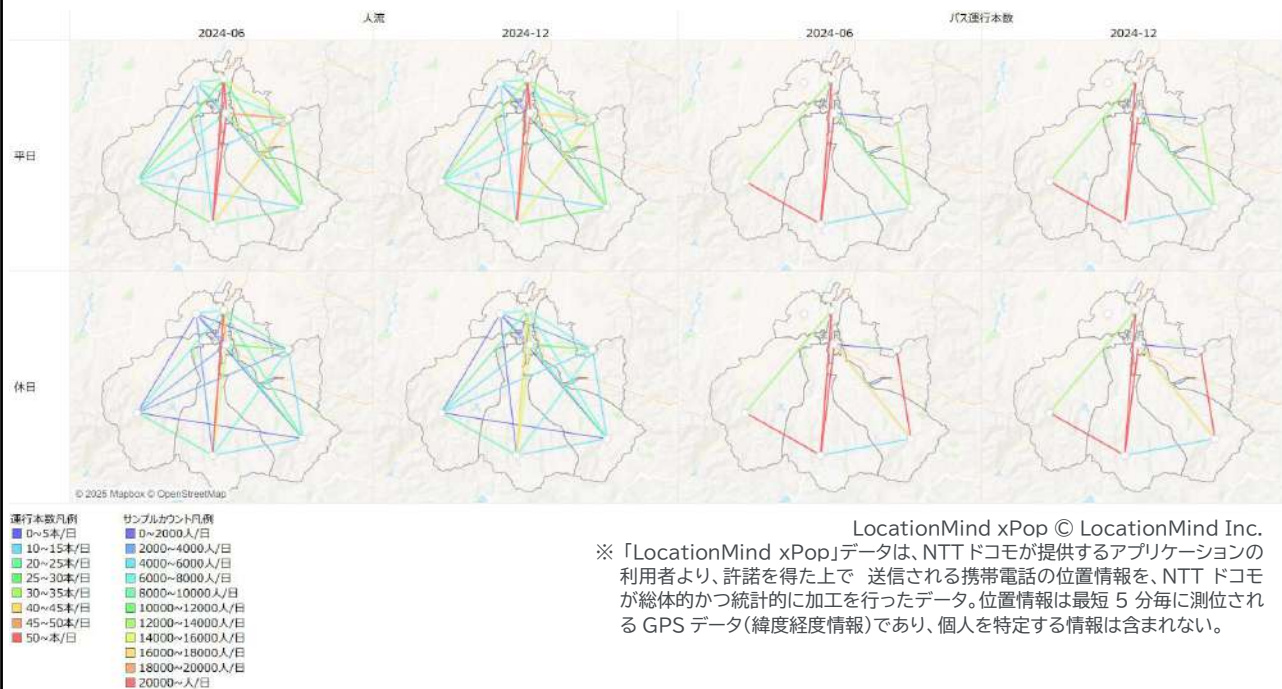 人流
バス運行本数
2024-06
2024-12
2024-06
2024-12
平日
休日
© 2025 Mapbox © OpenStreetMap
運行本数凡例
0~5本/日
10~15本/日
20~25本/日
25~30本/日
30~35本/日
40~45本/日
45~50本/日
50~本/日
サンプルカウント凡例
0~2000人/日
2000~4000人/日
4000~6000人/日
6000~8000人/日
8000~10000人/日
10000~12000人/日
12000~14000人/日
14000~16000人/日
16000~18000人/日
18000~20000人/日
20000~人/日
LocationMind xPop © LocationMind Inc.
※ 「LocationMind xPop」データは、NTTドコモが提供するアプリケーションの
利用者より、許諾を得た上で 送信される携帯電話の位置情報を、NTT ドコモ
が総体的かつ統計的に加工を行ったデータ。位置情報は最短 5 分毎に測位され
る GPS データ(緯度経度情報)であり、個人を特定する情報は含まれない。